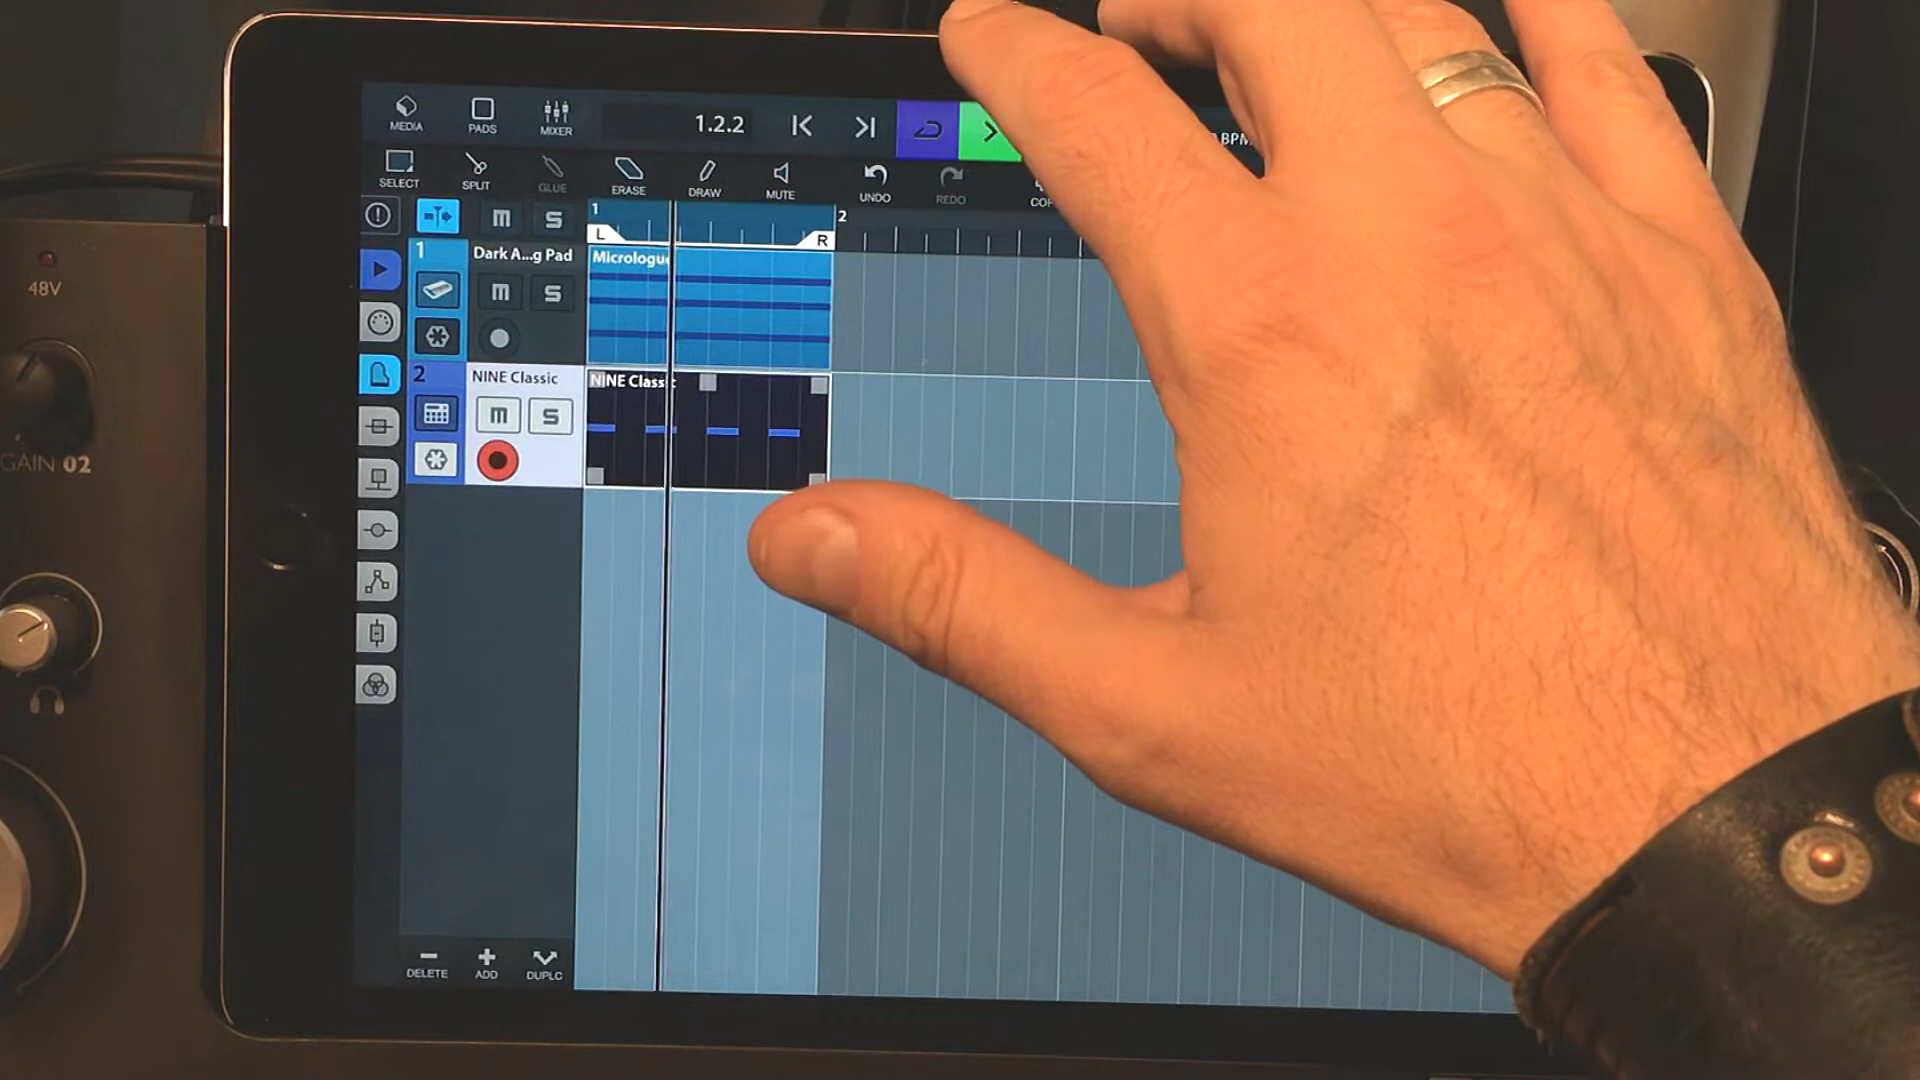 MEDIA
PADS
MIXER
1.2.2
BPM
SELECT
SPLIT
GLUE
ERASE
DRAW
MUTE
UNDO
REDO
m S
1
2
L
R
1
Dark A...g Pad
m S
Micrologu
2
NINE Classic
m S
NINE Class
DELETE
ADD
DUPLC
48V
GAIN 02